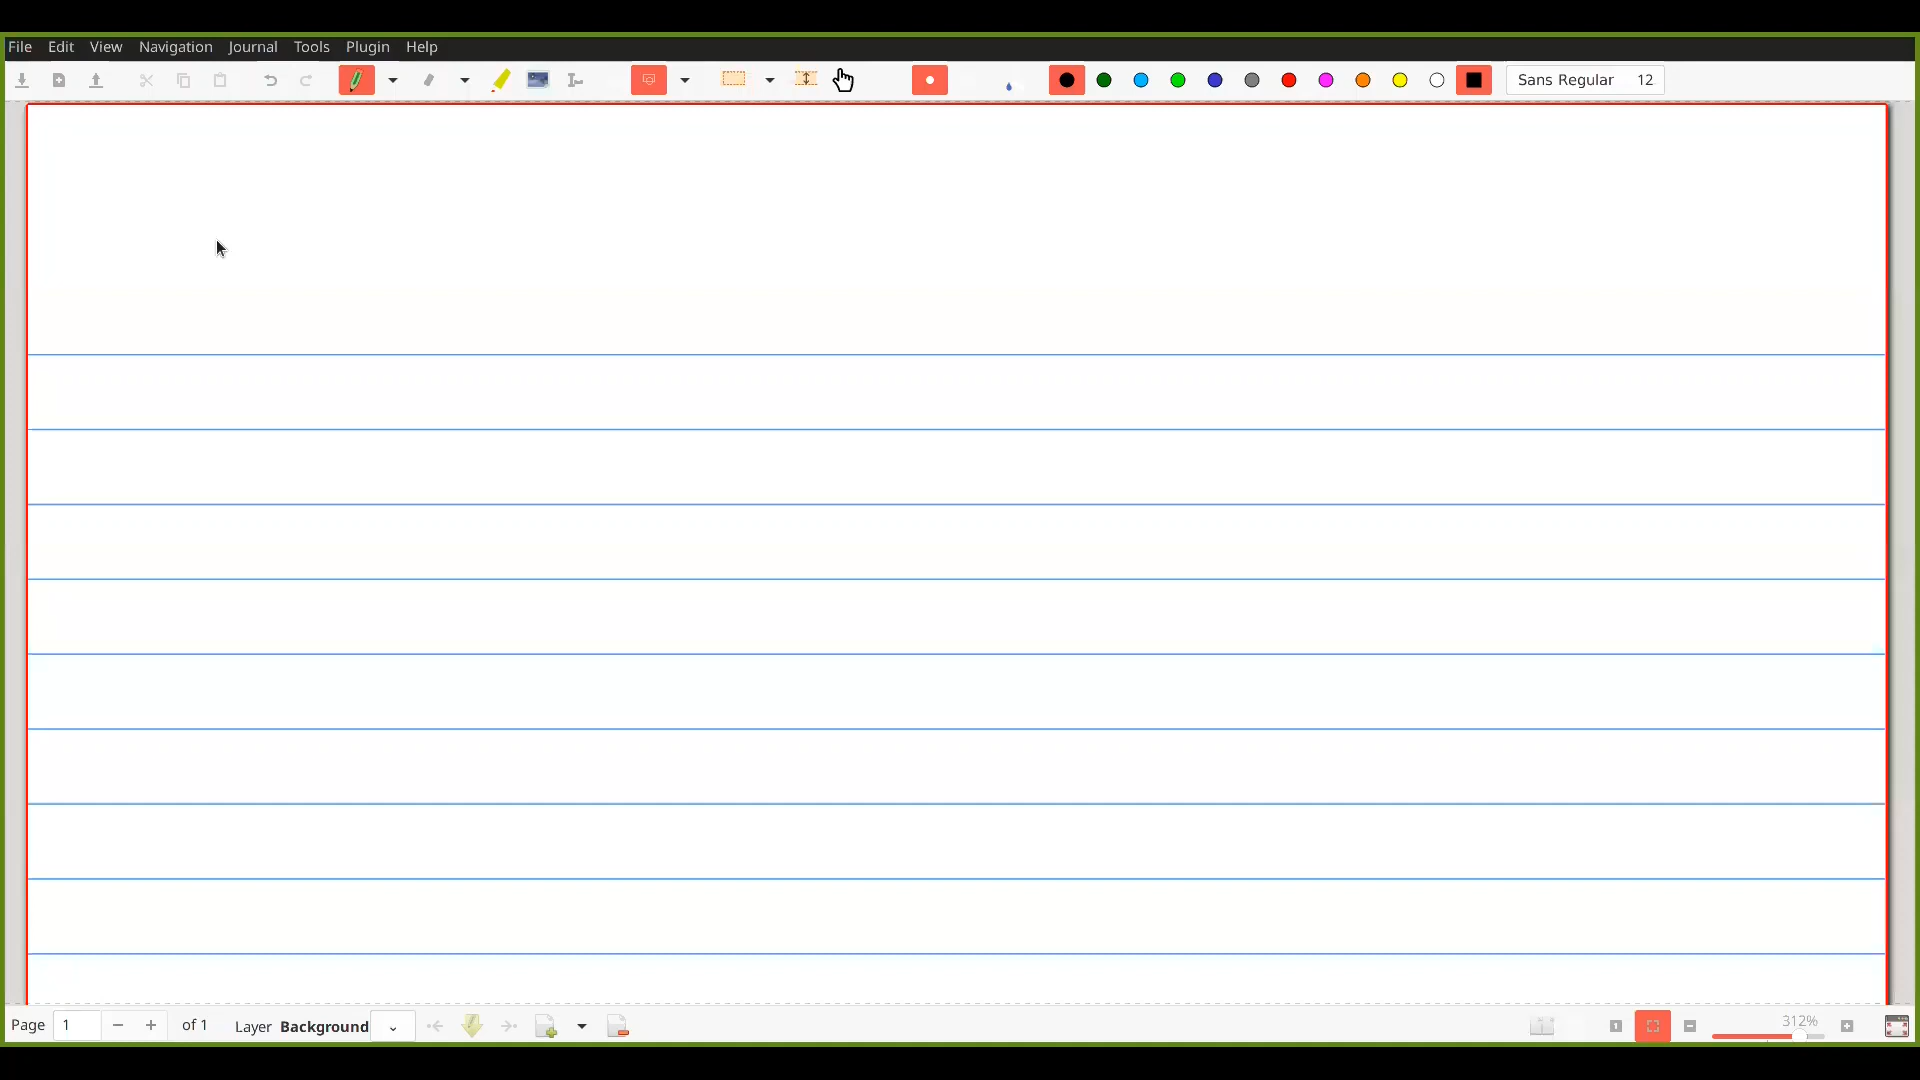 File Edit View Navigation Journal Tools Plugin Help
Sans Regular 12
Page 1 of 1 Layer Background 312%